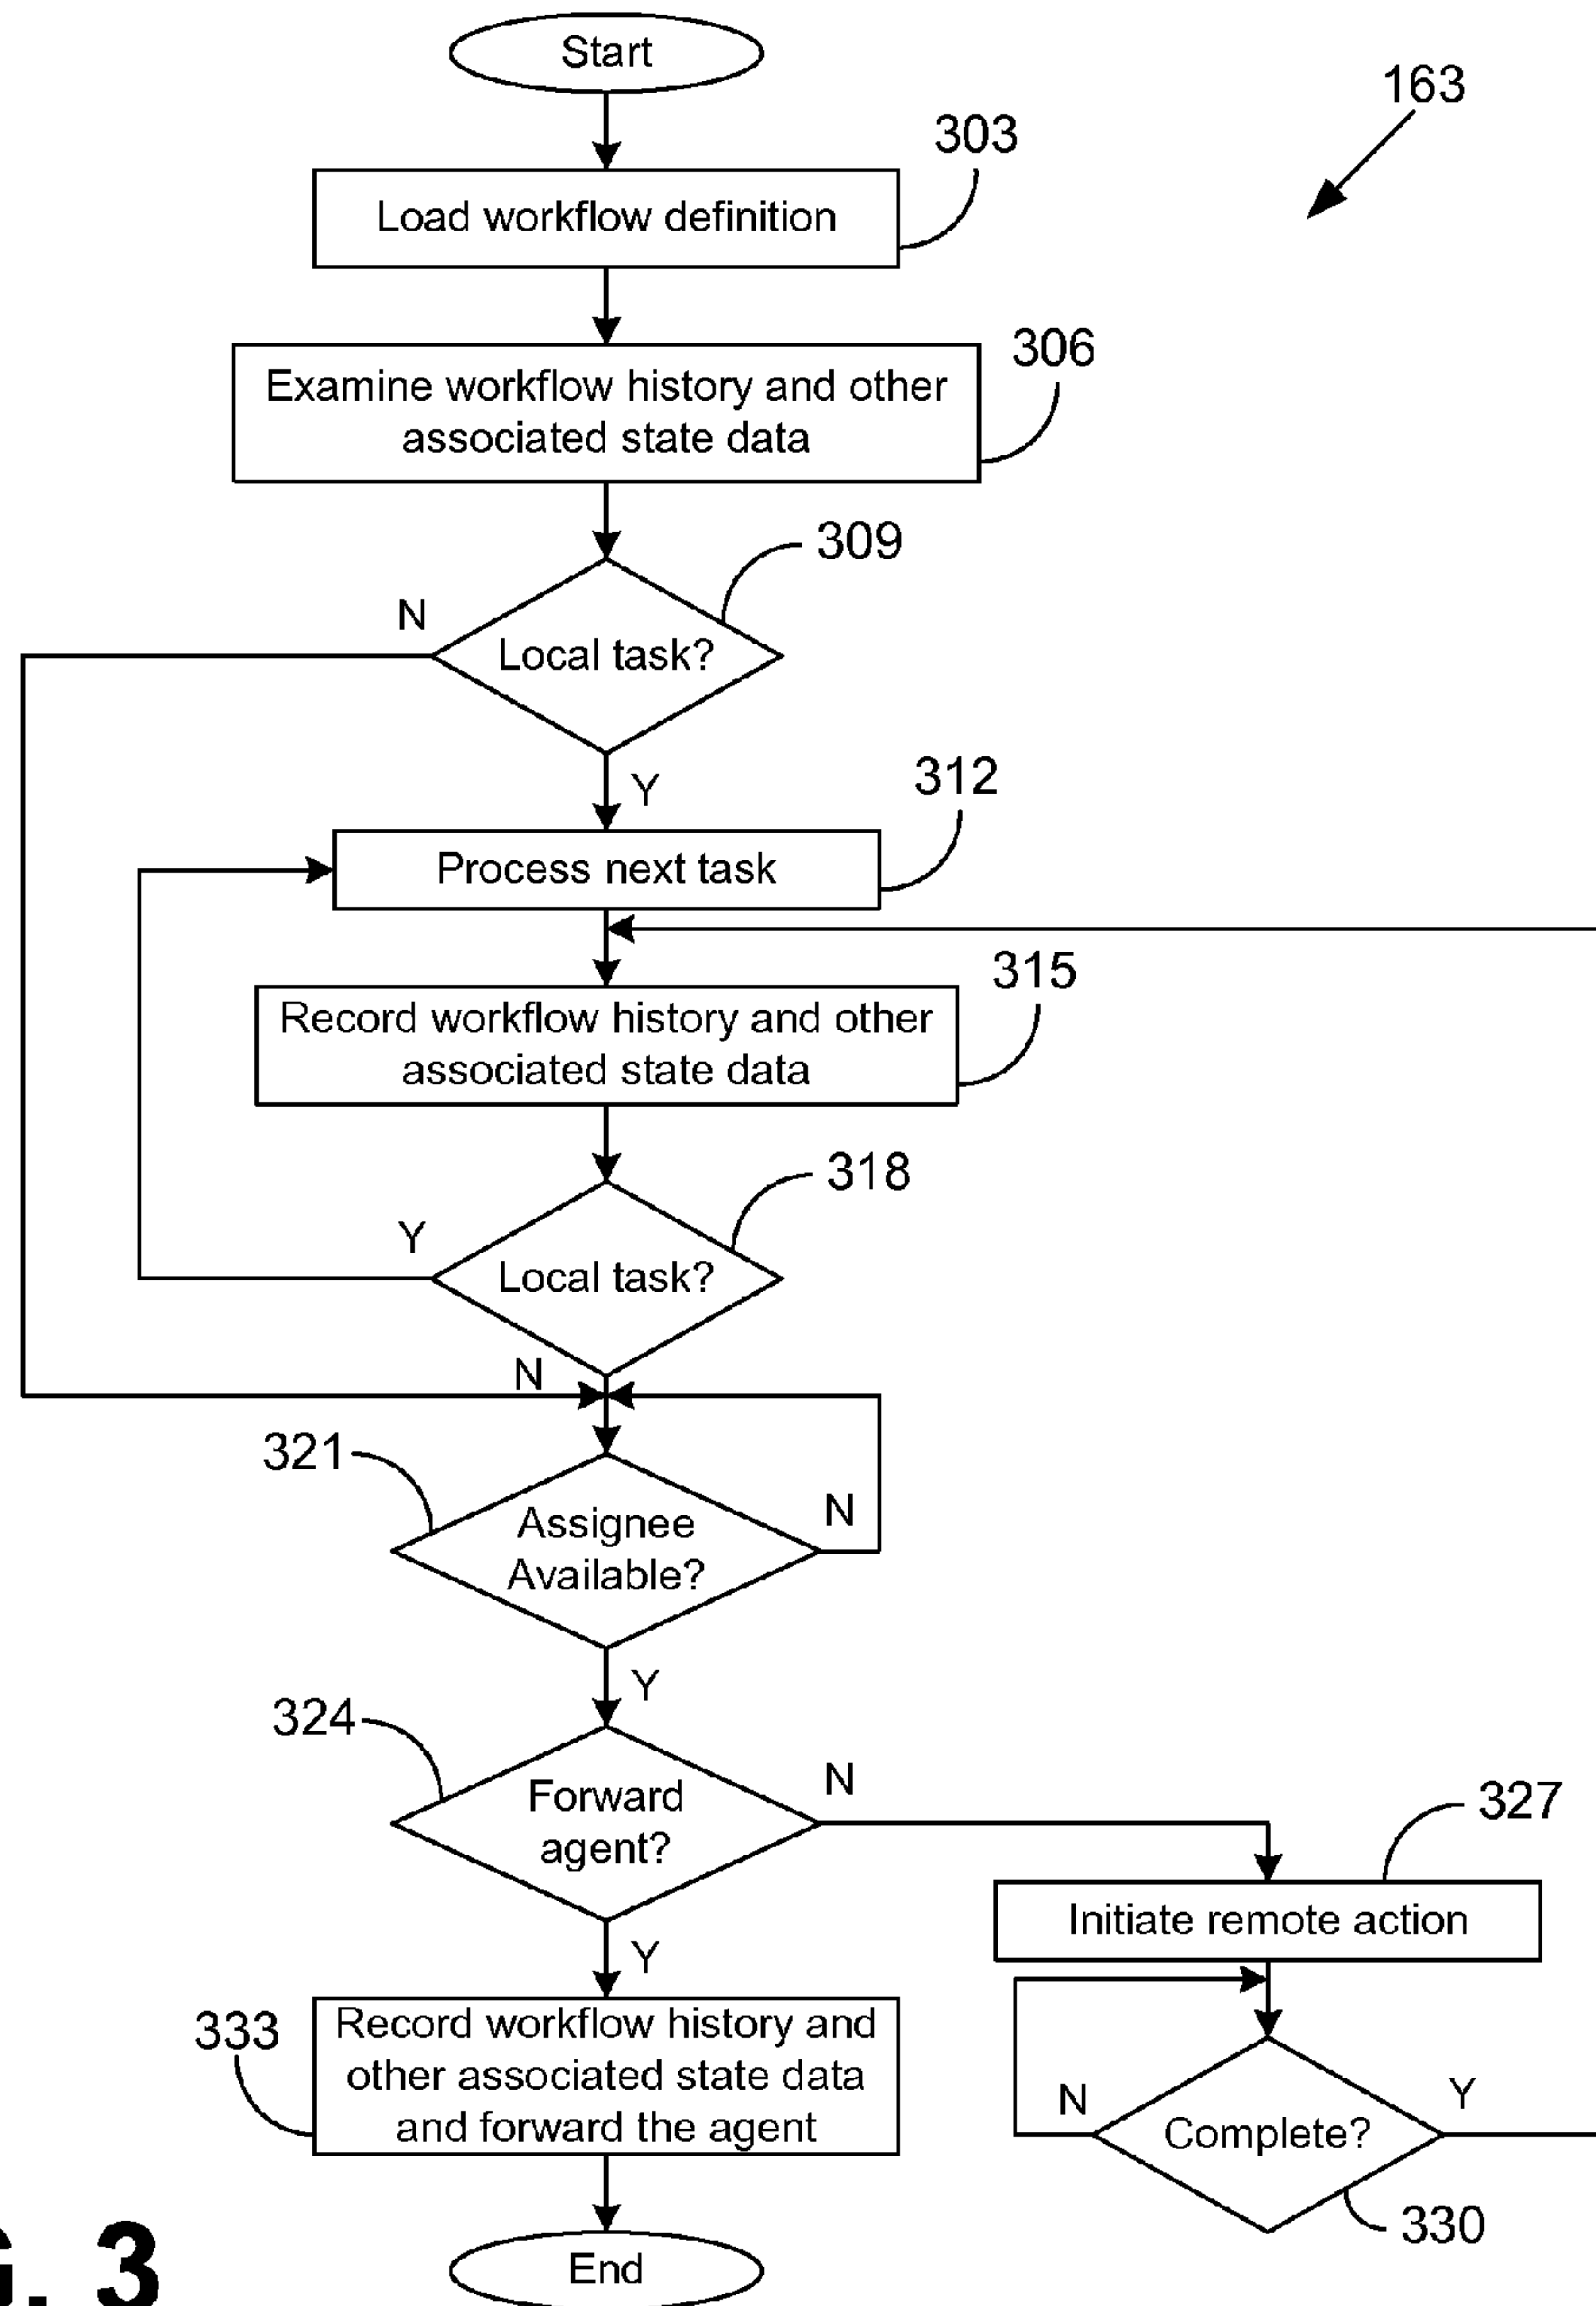 Start
163
303
Load workflow definition
306
Examine workflow history and other
associated state data
309
N
Local task?
Y
312
Process next task
315
Record workflow history and other
associated state data
318
Y
Local task?
N
321
N
Assignee
Available?
Y
324
N
Forward
agent?
327
Initiate remote action
Y
333
Record workflow history and
other associated state data
and forward the agent
N
Y
Complete?
330
End
G. 3